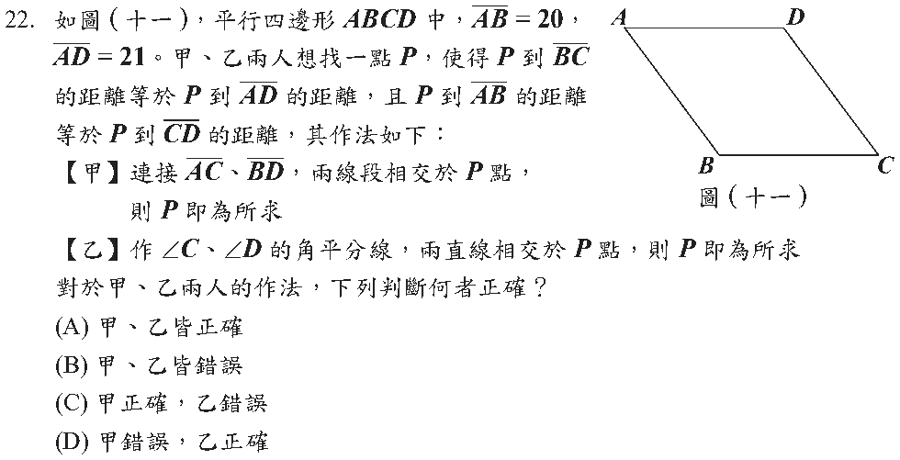 22. 如圖(十一)，平行四邊形 ABCD 中，AB = 20，
AD = 21。甲、乙兩人想找一點 P，使得 P 到 BC
的距離等於 P 到 AD 的距離，且 P 到 AB 的距離
等於 P 到 CD 的距離，其作法如下：
【甲】連接 AC、BD，兩線段相交於 P 點，
則 P 即為所求
【乙】作 ∠C、∠D 的角平分線，兩直線相交於 P 點，則 P 即為所求
對於甲、乙兩人的作法，下列判斷何者正確？
(A) 甲、乙皆正確
(B) 甲、乙皆錯誤
(C) 甲正確，乙錯誤
(D) 甲錯誤，乙正確
A
D
B
C
圖(十一)